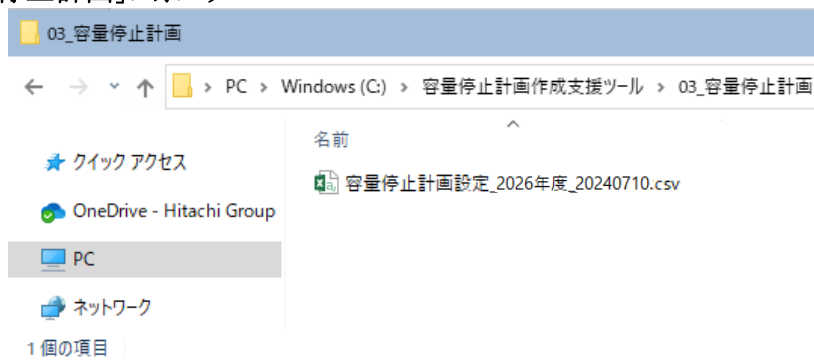 03_容量停止計画
PC > Windows (C:) > 容量停止計画作成支援ツール > 03_容量停止計画
名前
クイック アクセス
容量停止計画設定_2026年度_20240710.csv
OneDrive - Hitachi Group
PC
ネットワーク
1 個の項目